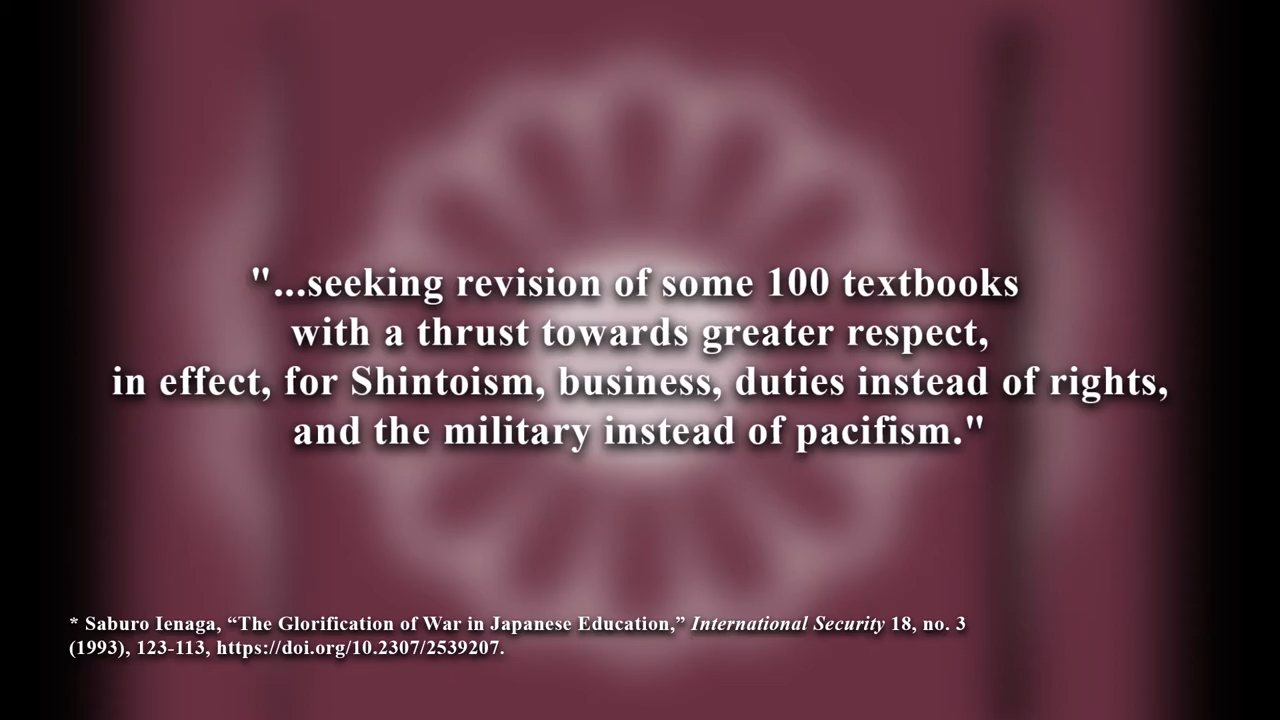 "...seeking revision of some 100 textbooks
with a thrust towards greater respect,
in effect, for Shintoism, business, duties instead of rights,
and the military instead of pacifism."
* Saburo Ienaga, “The Glorification of War in Japanese Education,” International Security 18, no. 3
(1993), 123-113, https://doi.org/10.2307/2539207.